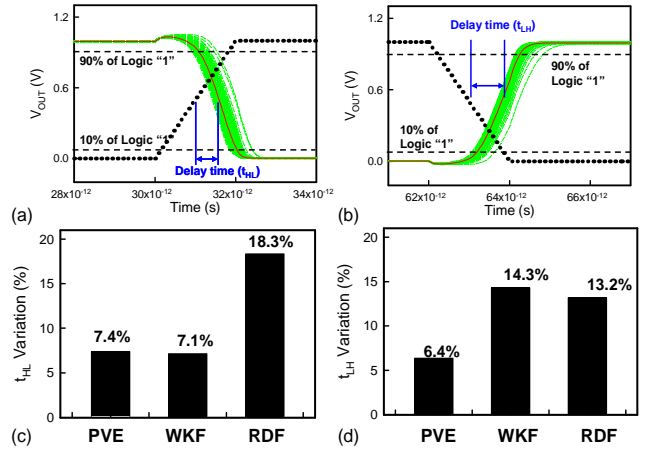 1.2
0.6
0.0
V_OUT (V)
90% of Logic “1”
10% of Logic “1”
Delay time (t_HL)
28x10⁻¹² 30x10⁻¹² 32x10⁻¹² 34x10⁻¹²
(a) Time (s)
1.2
0.6
0.0
V_OUT (V)
Delay time (t_LH)
90% of
Logic “1”
10% of
Logic “1”
62x10⁻¹² 64x10⁻¹² 66x10⁻¹²
(b) Time (s)
20
15
10
5
0
t_HL Variation (%)
7.4%
7.1%
18.3%
(c) PVE WKF RDF
20
15
10
5
0
t_LH Variation (%)
6.4%
14.3%
13.2%
(d) PVE WKF RDF